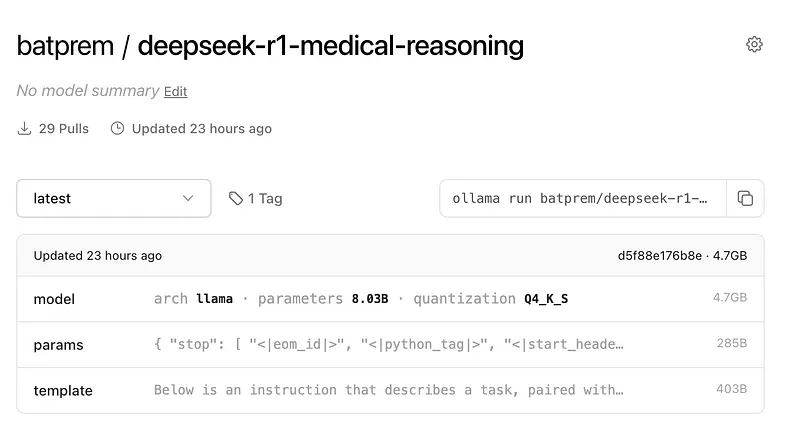 batprem / deepseek-r1-medical-reasoning
No model summary Edit
29 Pulls Updated 23 hours ago
latest 1 Tag ollama run batprem/deepseek-r1-…
Updated 23 hours ago d5f88e176b8e · 4.7GB
model arch llama · parameters 8.03B · quantization Q4_K_S 4.7GB
params { "stop": [ "<|eom_id|>", "<|python_tag|>", "<|start_heade… 285B
template Below is an instruction that describes a task, paired with… 403B